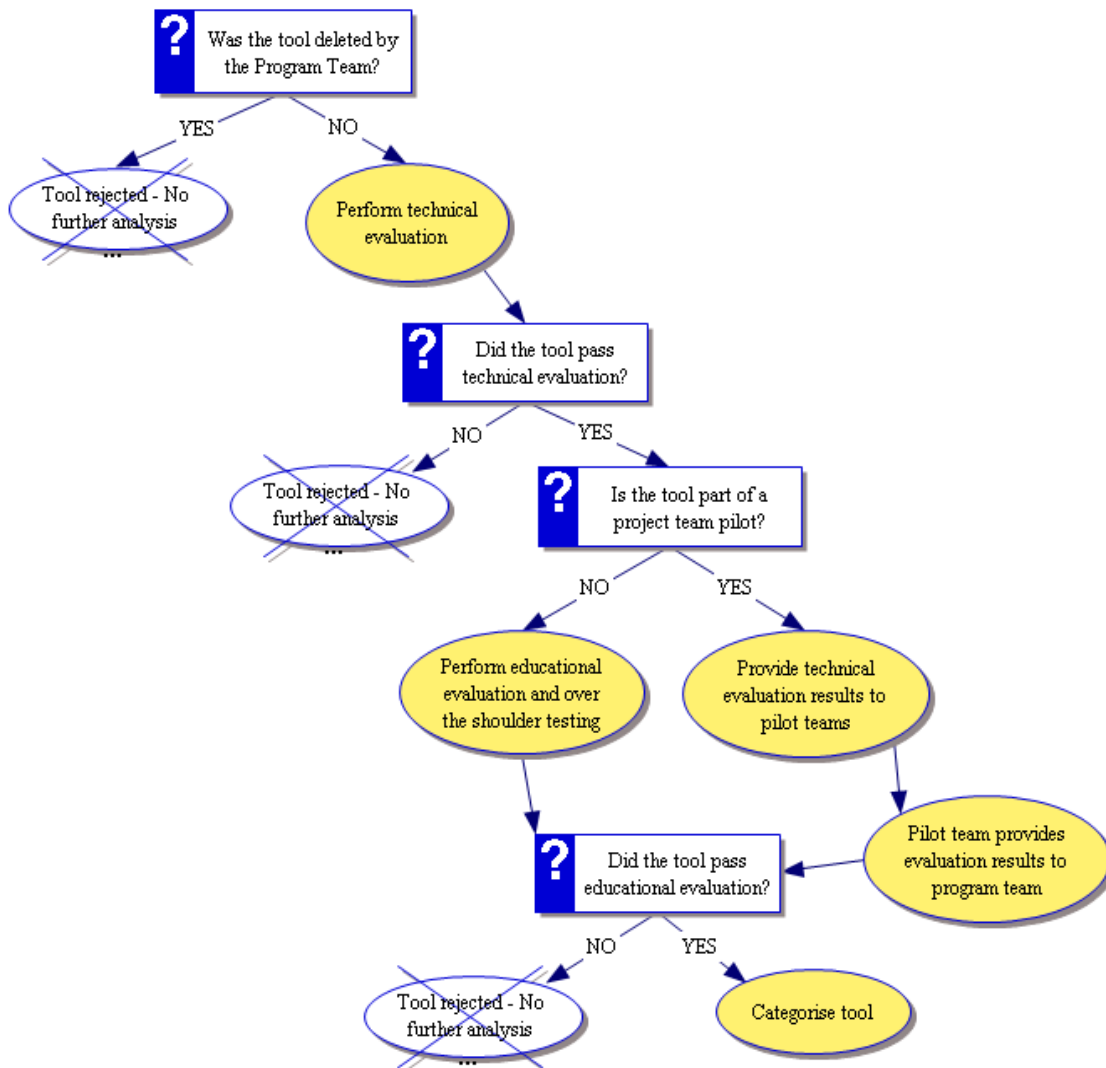 ?
Was the tool deleted by
the Program Team?
YES
NO
Tool rejected - No
further analysis
...
Perform technical
evaluation
?
Did the tool pass
technical evaluation?
NO
YES
Tool rejected - No
further analysis
...
?
Is the tool part of a
project team pilot?
NO
YES
Perform educational
evaluation and over
the shoulder testing
Provide technical
evaluation results to
pilot teams
Pilot team provides
evaluation results to
program team
?
Did the tool pass
educational evaluation?
NO
YES
Tool rejected - No
further analysis
...
Categorise tool